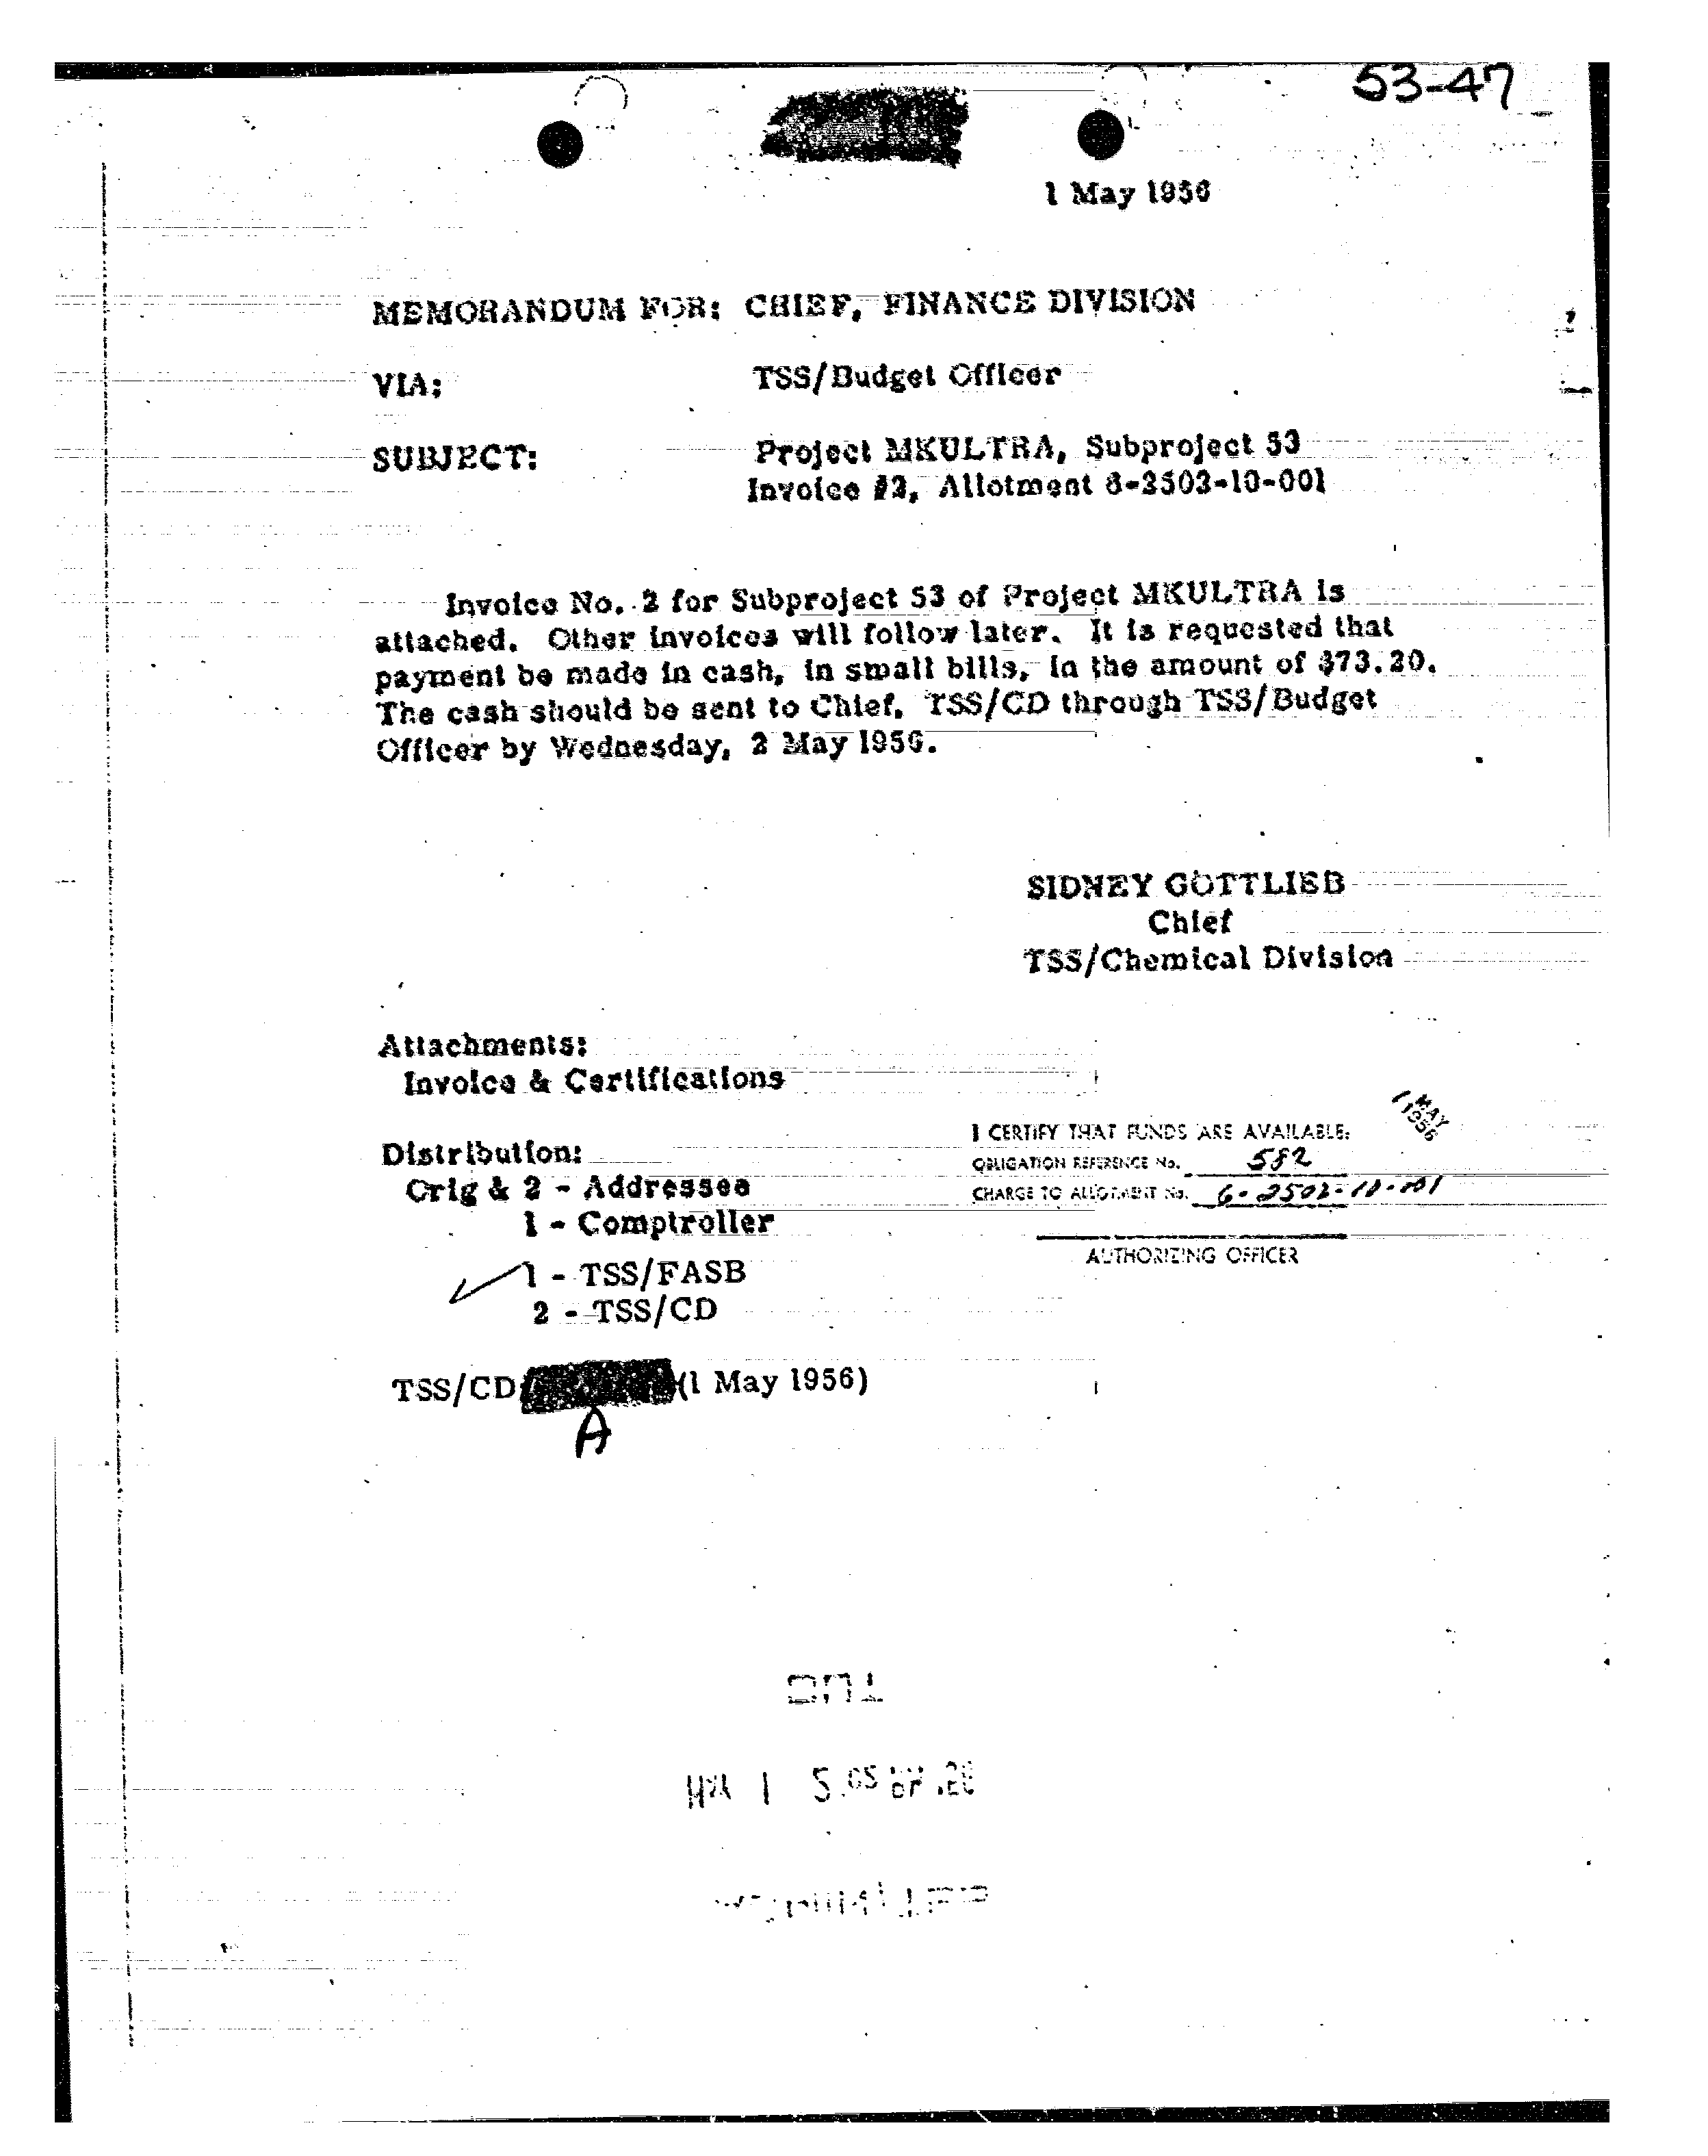 53-47
1 May 1956
MEMORANDUM FOR: CHIEF, FINANCE DIVISION
VIA: TSS/Budget Officer
SUBJECT: Project MKULTRA, Subproject 53
Invoice #2, Allotment 6-2502-10-001
Invoice No. 2 for Subproject 53 of Project MKULTRA is
attached. Other invoices will follow later. It is requested that
payment be made in cash, in small bills, in the amount of $73.20.
The cash should be sent to Chief, TSS/CD through TSS/Budget
Officer by Wednesday, 2 May 1956.
SIDNEY GOTTLIEB
Chief
TSS/Chemical Division
Attachments:
Invoice & Certifications
1 MAY
1956
I CERTIFY THAT FUNDS ARE AVAILABLE:
OBLIGATION REFERENCE No. 582
CHARGE TO ALLOTMENT No. 6-2502-10-001
AUTHORIZING OFFICER
Distribution:
Orig & 2 - Addressee
1 - Comptroller
1 - TSS/FASB
2 - TSS/CD
TSS/CD (1 May 1956)
A
MAY 1